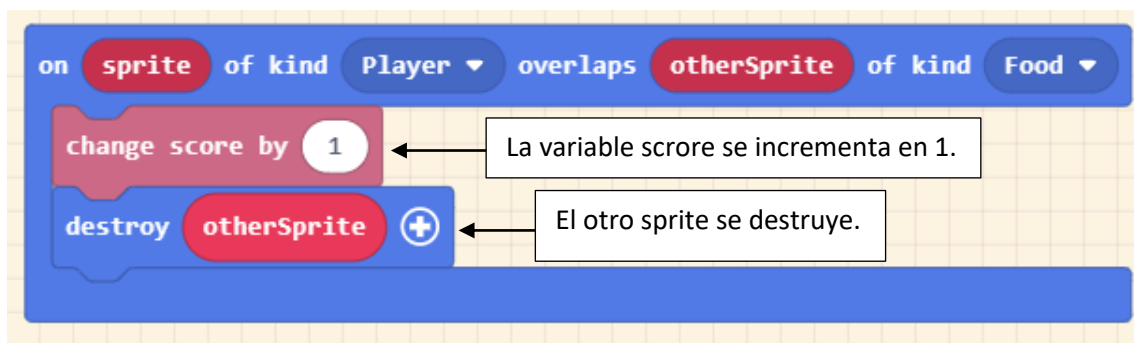 on sprite of kind Player overlaps otherSprite of kind Food
change score by 1
La variable scrore se incrementa en 1.
destroy otherSprite
El otro sprite se destruye.